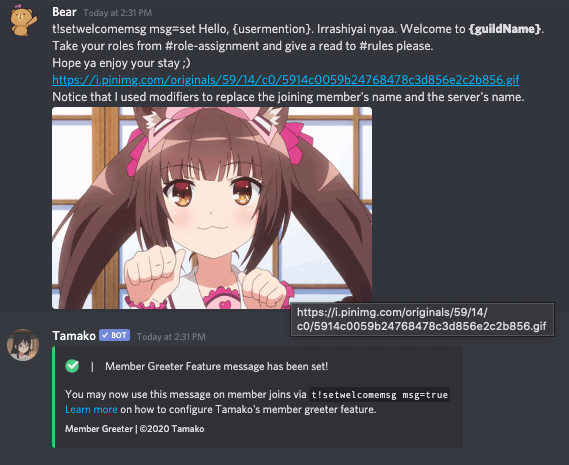 Bear Today at 2:31 PM
t!setwelcomemsg msg=set Hello, {usermention}. Irrashiyai nyaa. Welcome to {guildName}.
Take your roles from #role-assignment and give a read to #rules please.
Hope ya enjoy your stay ;)
https://i.pinimg.com/originals/59/14/c0/5914c0059b24768478c3d856e2c2b856.gif
Notice that I used modifiers to replace the joining member's name and the server's name.
https://i.pinimg.com/originals/59/14/
c0/5914c0059b24768478c3d856e2c2b856.gif
Tamako BOT Today at 2:31 PM
| Member Greeter Feature message has been set!
You may now use this message on member joins via t!setwelcomemsg msg=true
Learn more on how to configure Tamako's member greeter feature.
Member Greeter | ©2020 Tamako